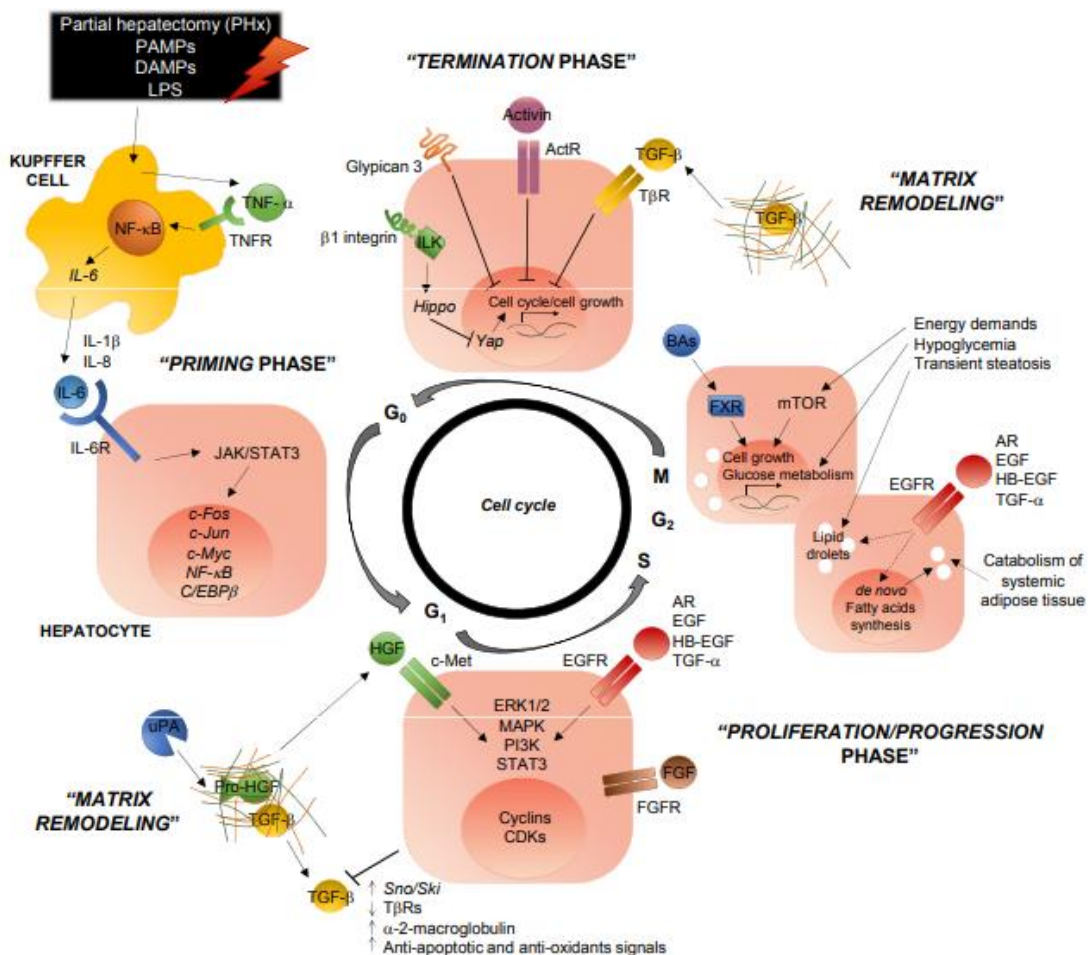 Partial hepatectomy (PHx)
PAMPs
DAMPs
LPS
KUPFFER
CELL
TNF-α
NF-κB
TNFR
IL-6
IL-1β
IL-8
IL-6
IL-6R
"PRIMING PHASE"
JAK/STAT3
c-Fos
c-Jun
c-Myc
NF-κB
C/EBPβ
HEPATOCYTE
"TERMINATION PHASE"
Activin
ActR
Glypican 3
TGF-β
TβR
β1 integrin
ILK
Hippo
Yap
Cell cycle/cell growth
TGF-β
"MATRIX
REMODELING"
Energy demands
Hypoglycemia
Transient steatosis
BAs
FXR
mTOR
Cell growth
Glucose metabolism
AR
EGF
HB-EGF
TGF-α
EGFR
Lipid
drolets
de novo
Fatty acids
synthesis
Catabolism of
systemic
adipose tissue
G0
Cell cycle
M
G2
S
G1
HGF
c-Met
EGFR
AR
EGF
HB-EGF
TGF-α
ERK1/2
MAPK
PI3K
STAT3
FGF
FGFR
Cyclins
CDKs
"PROLIFERATION/PROGRESSION
PHASE"
uPA
Pro-HGF
TGF-β
"MATRIX
REMODELING"
TGF-β
↑ Sno/Ski
↓ TβRs
↑ α-2-macroglobulin
↑ Anti-apoptotic and anti-oxidants signals